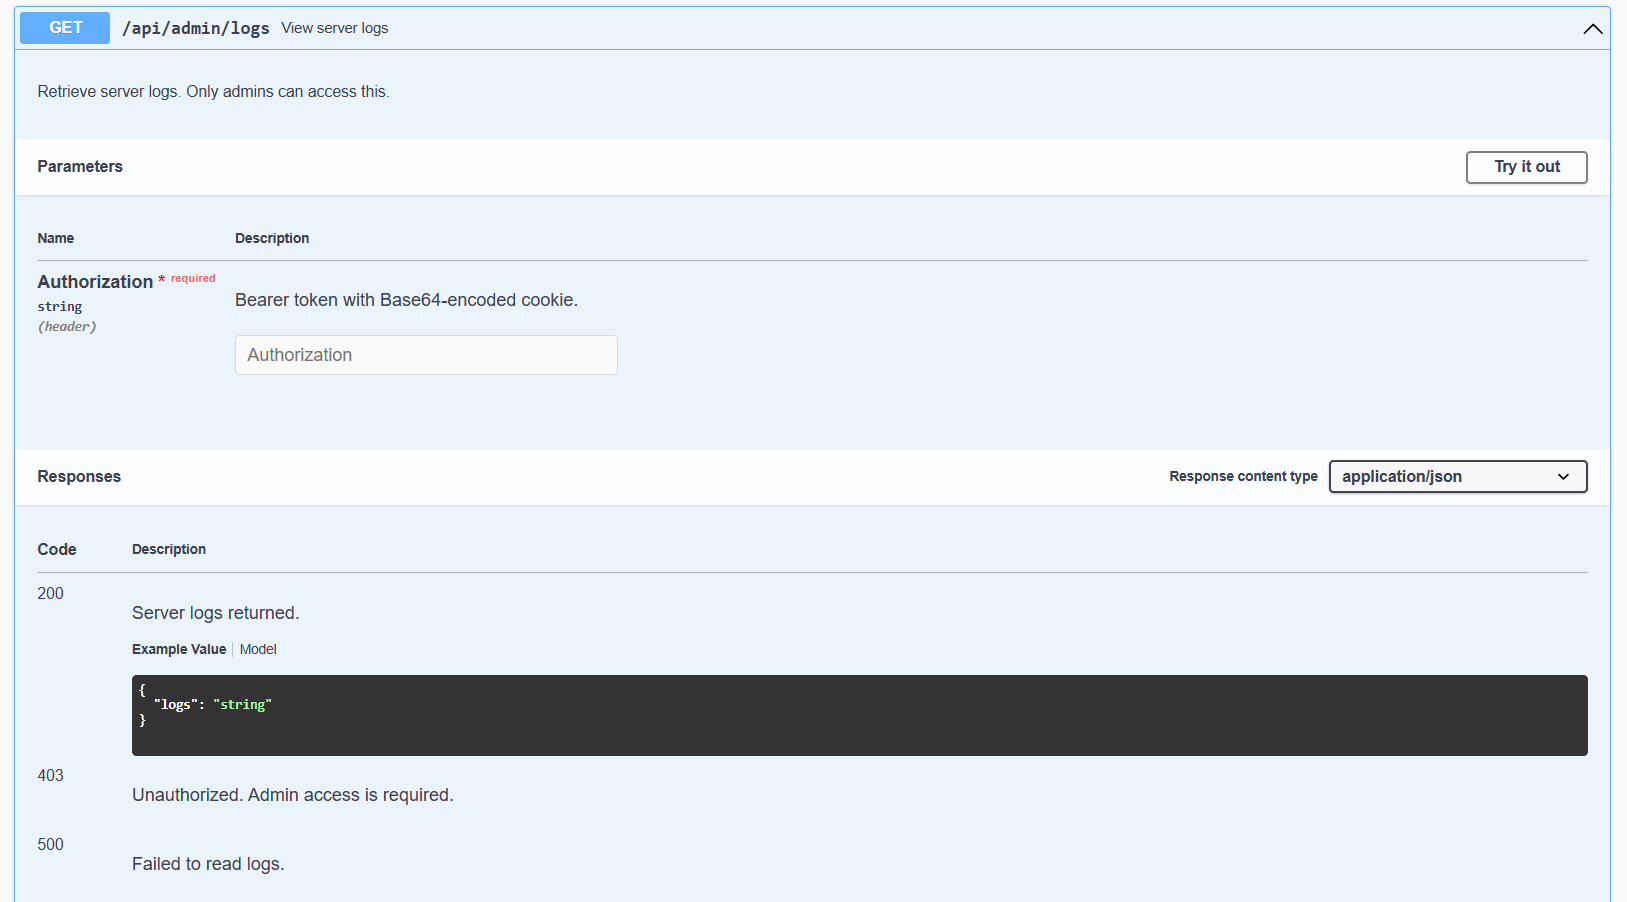 GET /api/admin/logs View server logs
Retrieve server logs. Only admins can access this.
Parameters
Try it out
Name Description
Authorization * required
string
(header)
Bearer token with Base64-encoded cookie.
Authorization
Responses
Response content type application/json
Code Description
200
Server logs returned.
Example Value Model
{
"logs": "string"
}
403
Unauthorized. Admin access is required.
500
Failed to read logs.